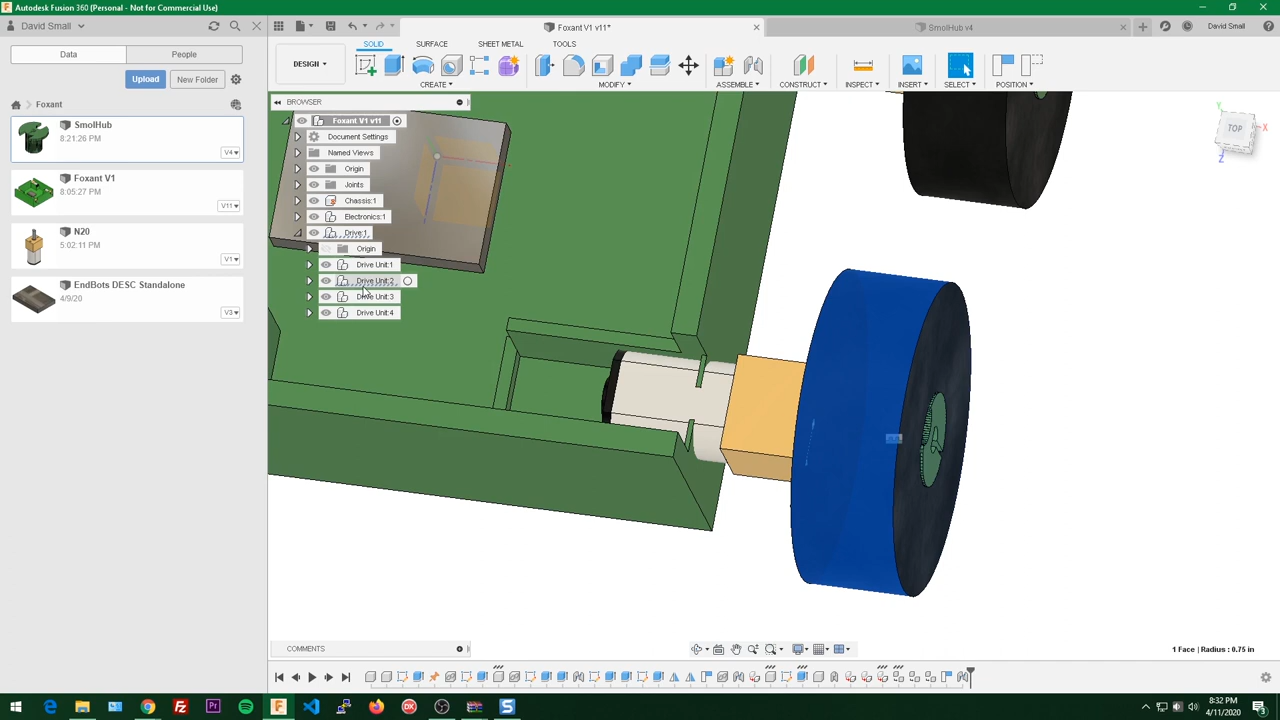 Autodesk Fusion 360 (Personal - Not for Commercial Use)
David Small
Foxant V1 v11*
SmolHub v4
David Small
Data
People
Upload
New Folder
Foxant
SmolHub
8:21:26 PM
V4
Foxant V1
8:05:27 PM
V11
N20
5:02:11 PM
V1
EndBots DESC Standalone
4/9/20
V3
DESIGN
SOLID
SURFACE
SHEET METAL
TOOLS
CREATE
MODIFY
ASSEMBLE
CONSTRUCT
INSPECT
INSERT
SELECT
POSITION
BROWSER
Foxant V1 v11
Document Settings
Named Views
Origin
Joints
Chassis:1
Electronics:1
Drive:1
Origin
Drive Unit:1
Drive Unit:2
Drive Unit:3
Drive Unit:4
Y
TOP
X
Z
COMMENTS
1 Face | Radius : 0.75 in
8:32 PM
4/11/2020